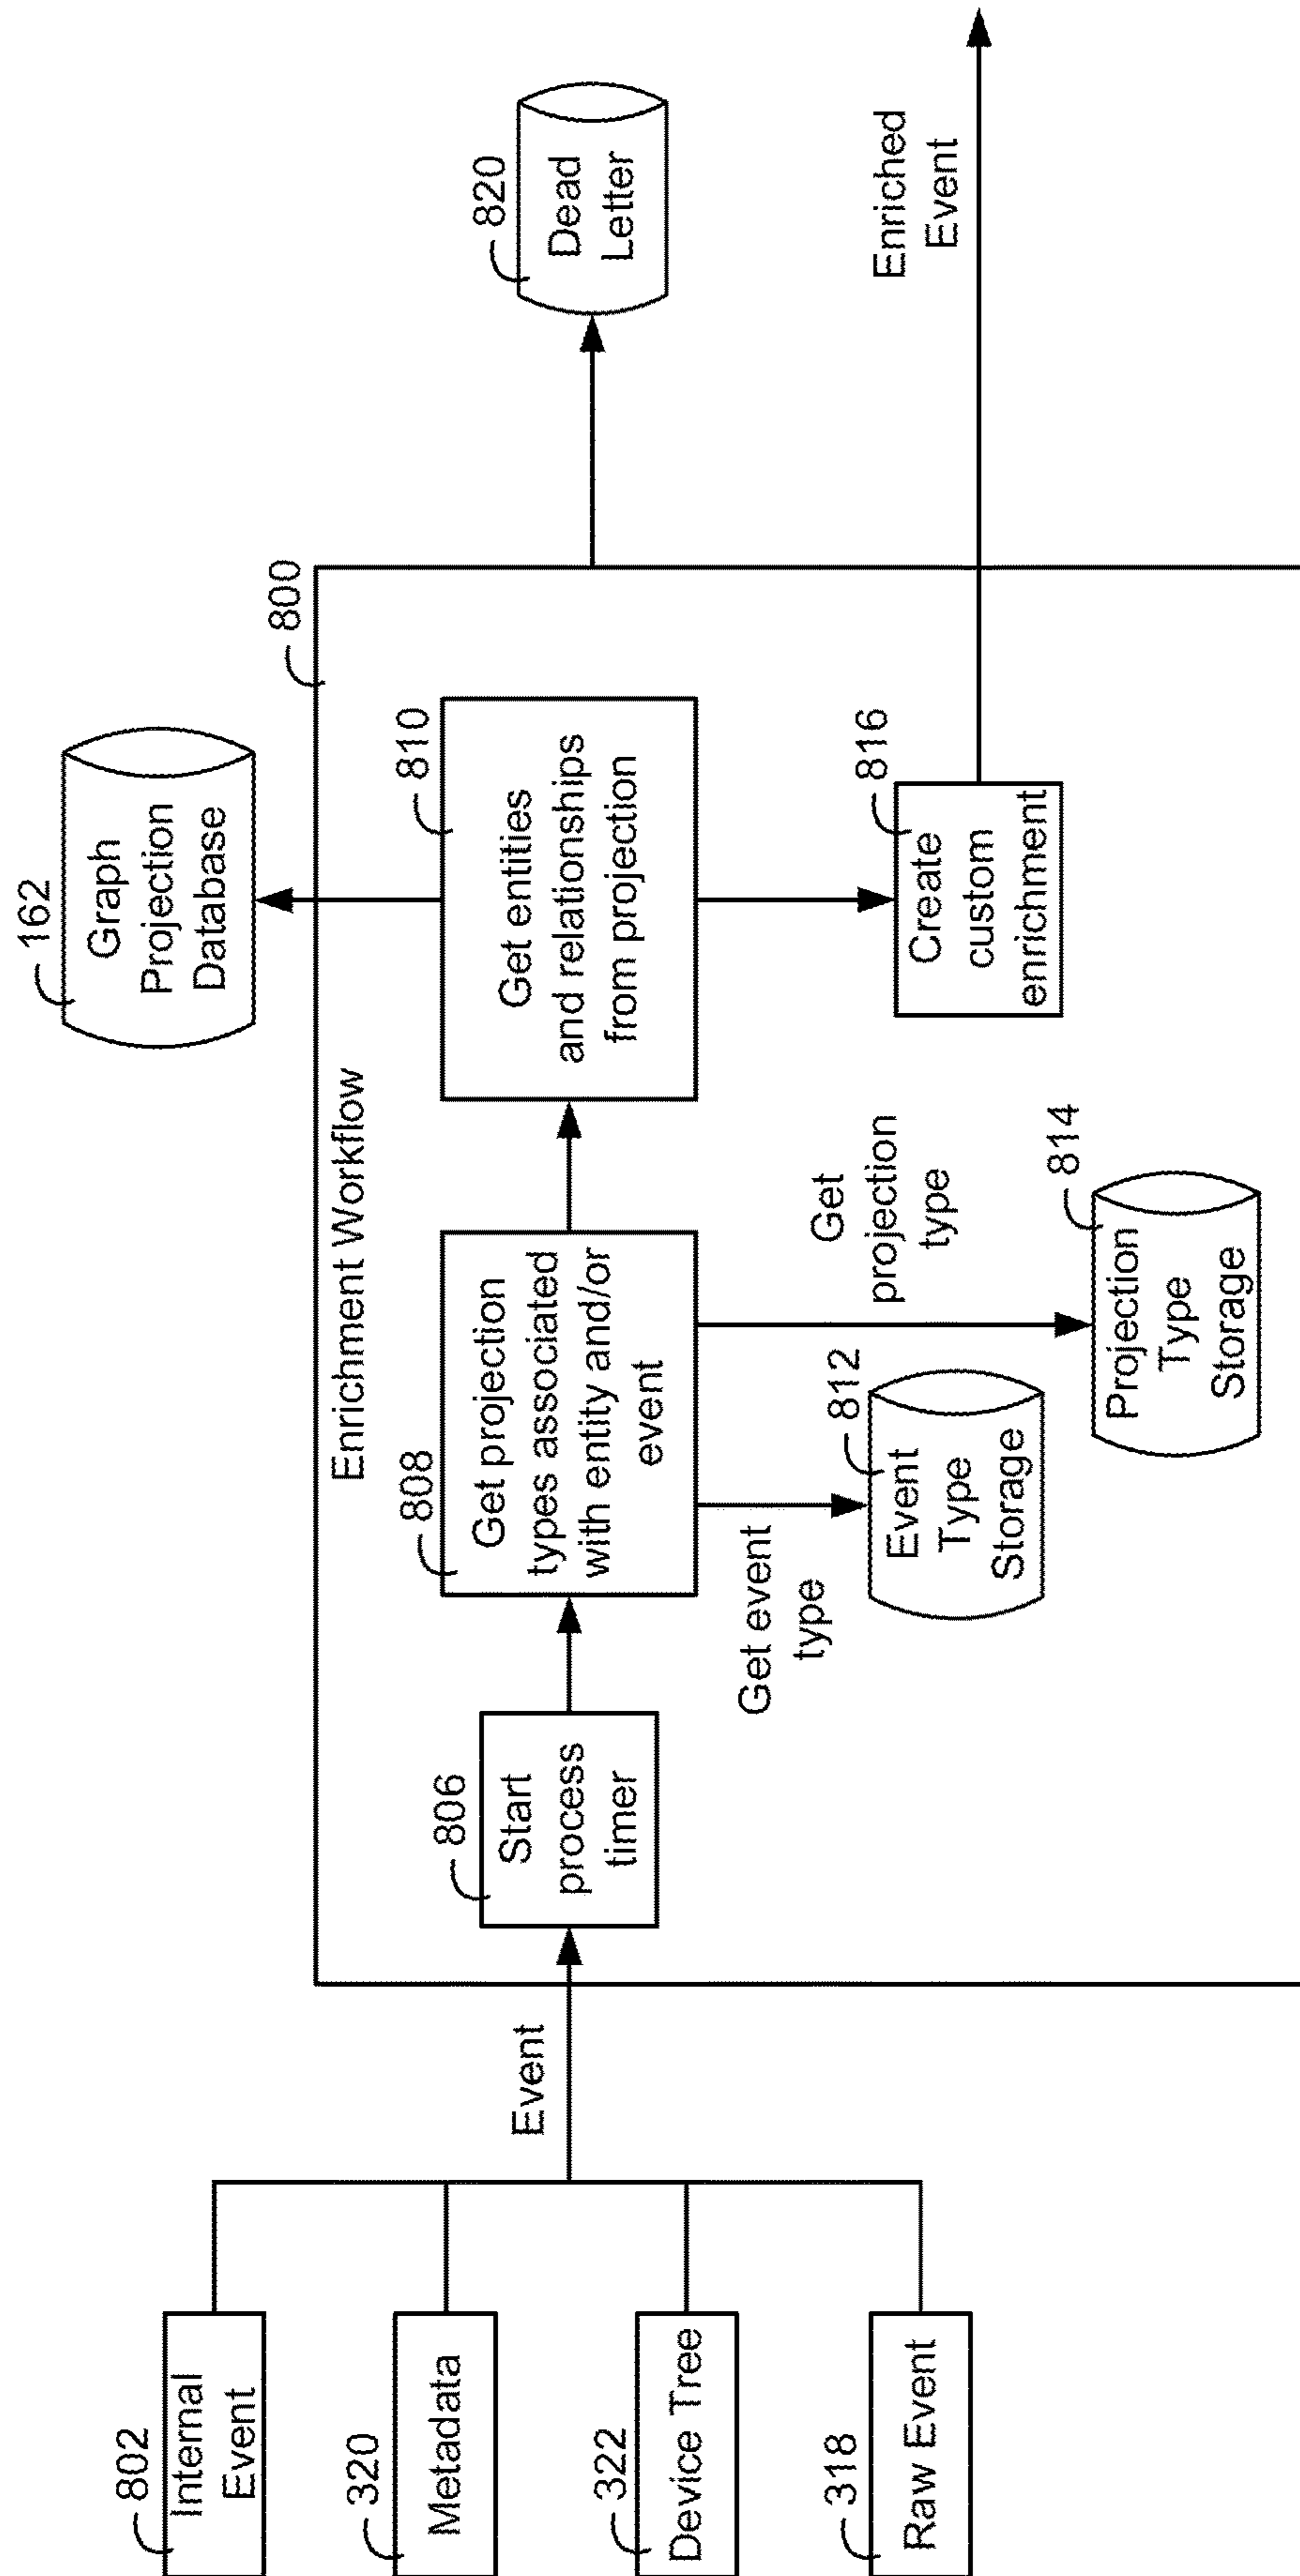 802
Internal
Event
320
Metadata
322
Device Tree
318
Raw Event
Event
800
Enrichment Workflow
806
Start
process
timer
808
Get projection
types associated
with entity and/or
event
Get event
type
812
Event
Type
Storage
Get
projection
type
814
Projection
Type
Storage
810
Get entities
and relationships
from projection
162
Graph
Projection
Database
816
Create
custom
enrichment
820
Dead
Letter
Enriched
Event